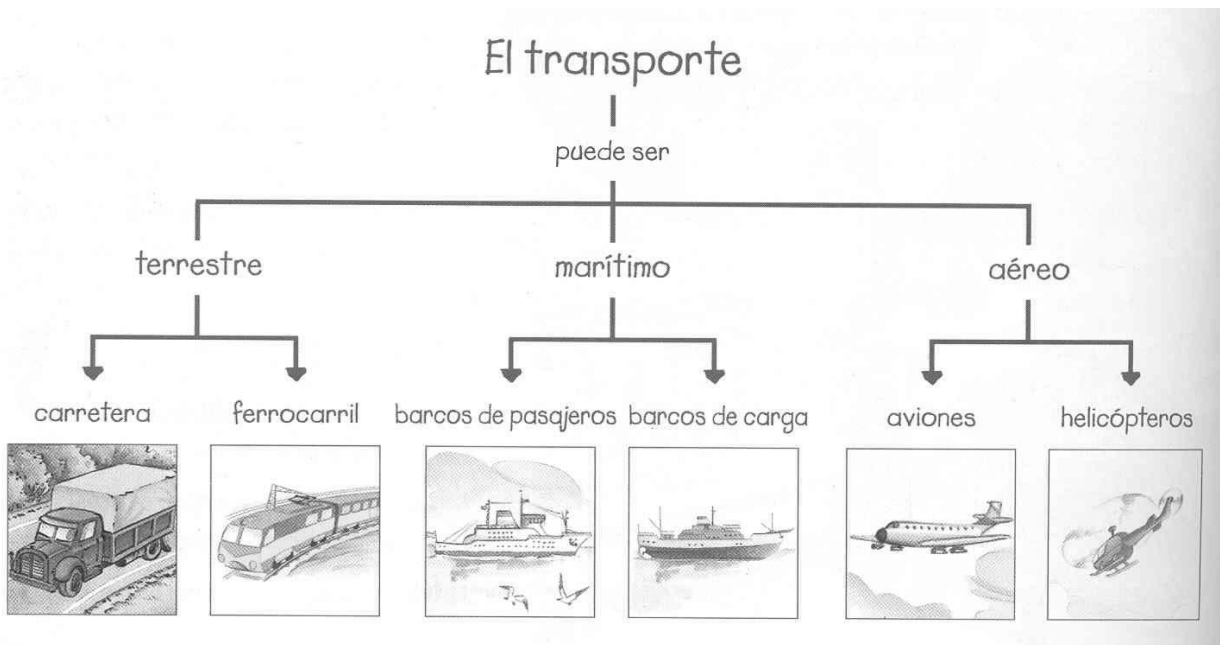 El transporte
puede ser
terrestre
marítimo
aéreo
carretera
ferrocarril
barcos de pasajeros
barcos de carga
aviones
helicópteros